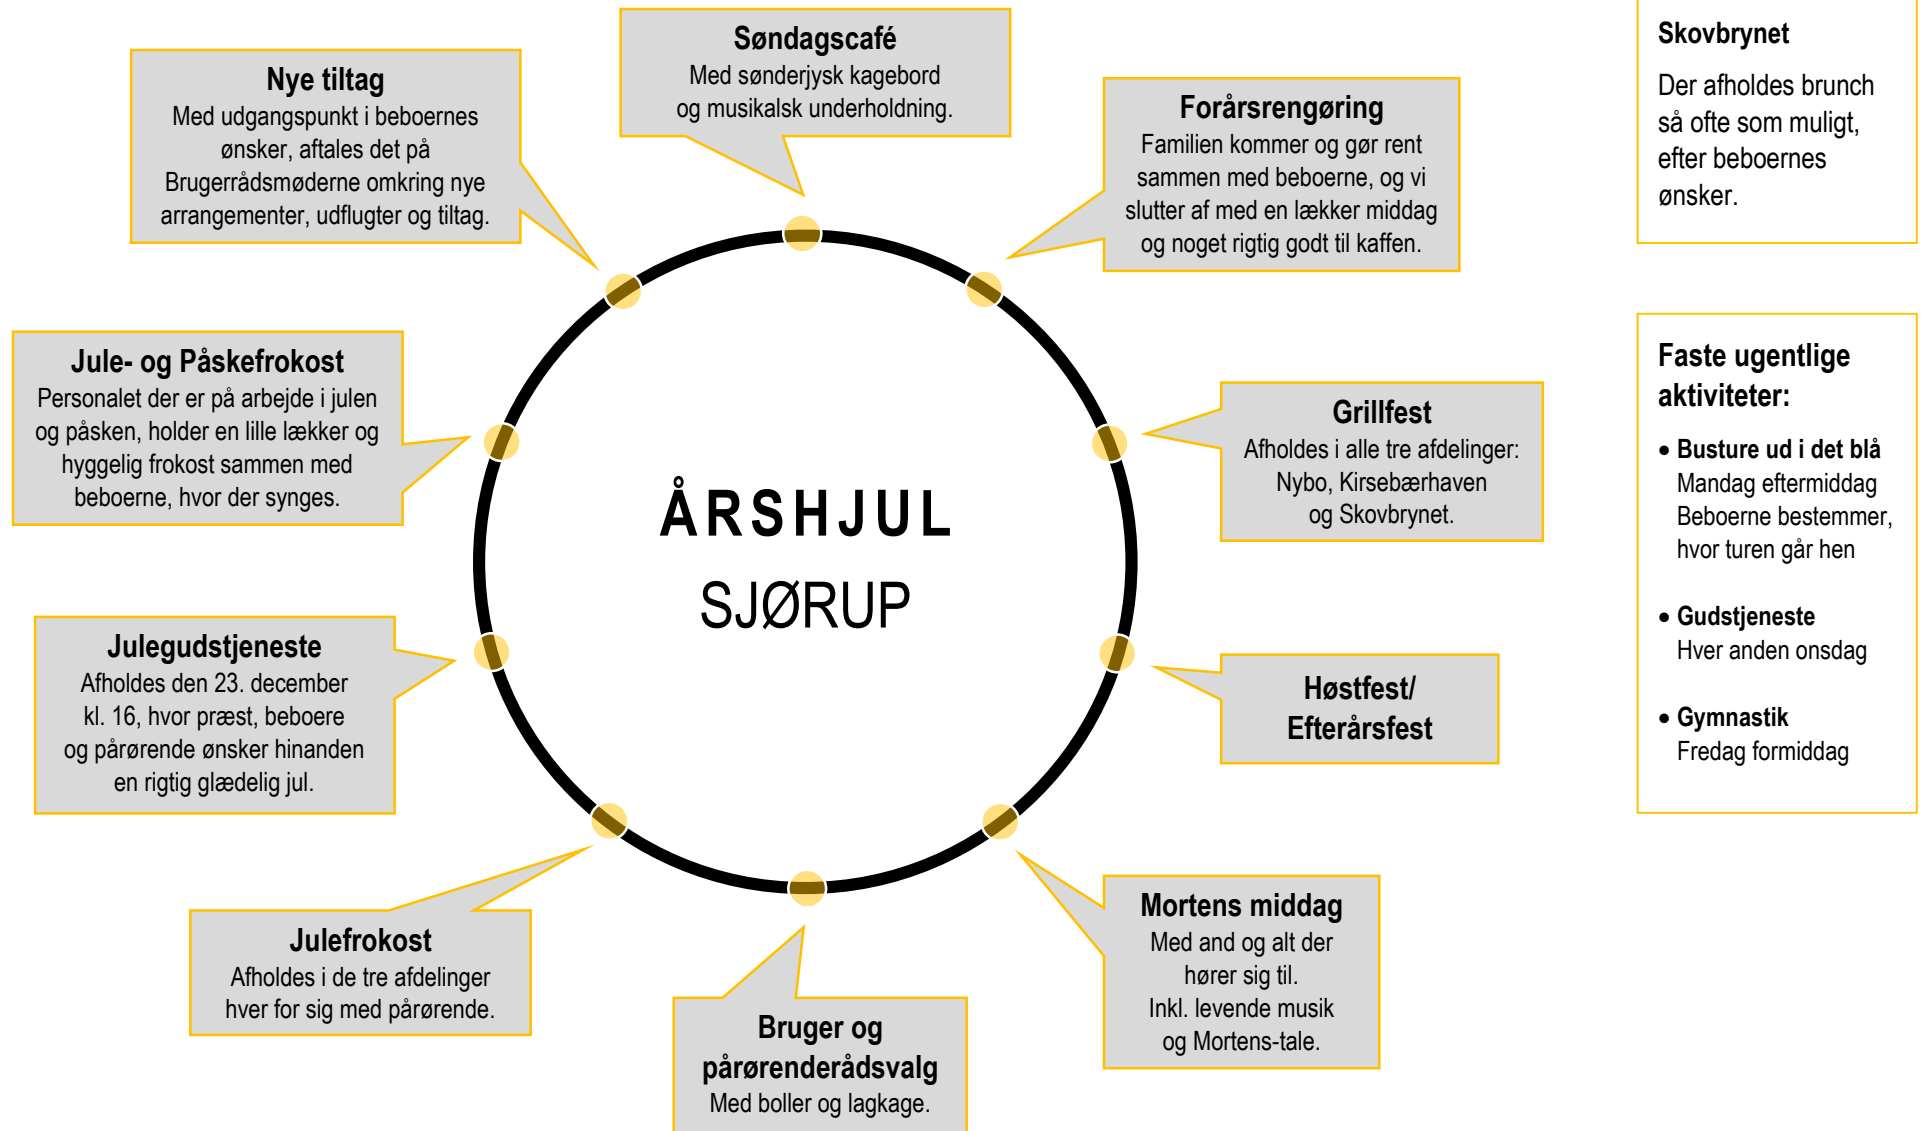 ÅRSHJUL
SJØRUP
Søndagscafé
Med sønderjysk kagebord
og musikalsk underholdning.
Forårsrengøring
Familien kommer og gør rent
sammen med beboerne, og vi
slutter af med en lækker middag
og noget rigtig godt til kaffen.
Grillfest
Afholdes i alle tre afdelinger:
Nybo, Kirsebærhaven
og Skovbrynet.
Høstfest/
Efterårsfest
Mortens middag
Med and og alt der
hører sig til.
Inkl. levende musik
og Mortens-tale.
Bruger og
pårørenderådsvalg
Med boller og lagkage.
Julefrokost
Afholdes i de tre afdelinger
hver for sig med pårørende.
Julegudstjeneste
Afholdes den 23. december
kl. 16, hvor præst, beboere
og pårørende ønsker hinanden
en rigtig glædelig jul.
Jule- og Påskefrokost
Personalet der er på arbejde i julen
og påsken, holder en lille lækker og
hyggelig frokost sammen med
beboerne, hvor der synges.
Nye tiltag
Med udgangspunkt i beboernes
ønsker, aftales det på
Brugerrådsmøderne omkring nye
arrangementer, udflugter og tiltag.
Skovbrynet
Der afholdes brunch
så ofte som muligt,
efter beboernes
ønsker.
Faste ugentlige
aktiviteter:
• Busture ud i det blå
Mandag eftermiddag
Beboerne bestemmer,
hvor turen går hen
• Gudstjeneste
Hver anden onsdag
• Gymnastik
Fredag formiddag